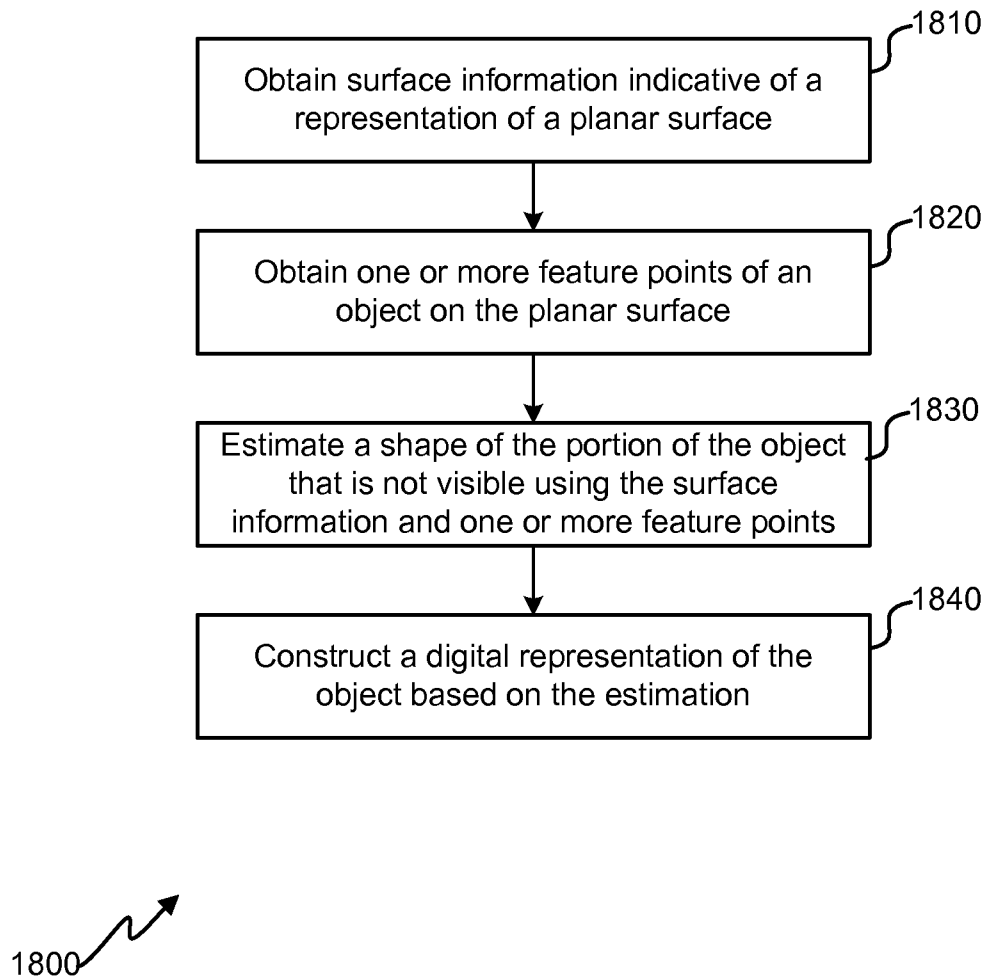 1810
Obtain surface information indicative of a
representation of a planar surface
1820
Obtain one or more feature points of an
object on the planar surface
1830
Estimate a shape of the portion of the object
that is not visible using the surface
information and one or more feature points
1840
Construct a digital representation of the
object based on the estimation
1800